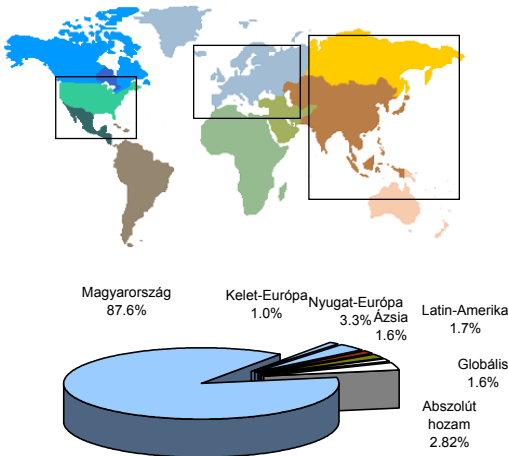 Magyarország
87.6%
Kelet-Európa
1.0%
Nyugat-Európa
3.3%
Ázsia
1.6%
Latin-Amerika
1.7%
Globális
1.6%
Abszolút
hozam
2.82%